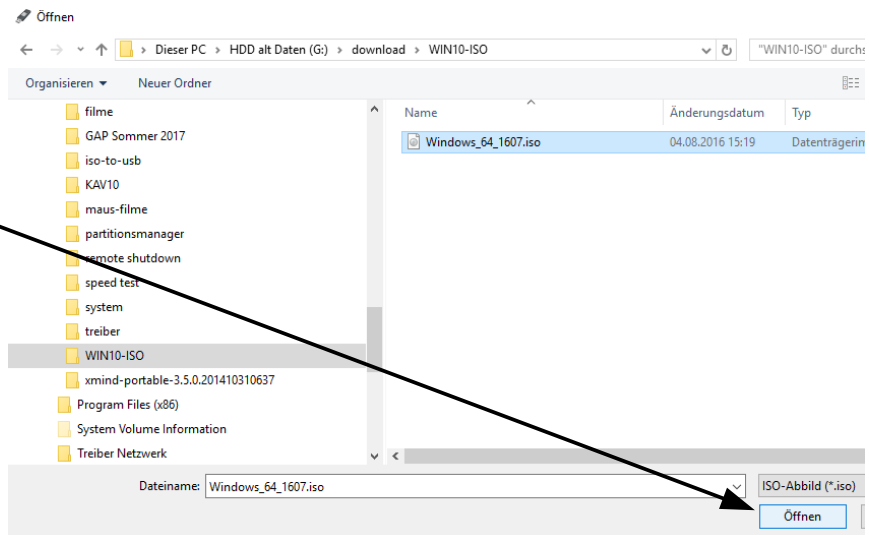 Öffnen
Dieser PC > HDD alt Daten (G:) > download > WIN10-ISO
"WIN10-ISO" durchs
Organisieren
Neuer Ordner
filme
GAP Sommer 2017
iso-to-usb
KAV10
maus-filme
partitionsmanager
remote shutdown
speed test
system
treiber
WIN10-ISO
xmind-portable-3.5.0.201410310637
Program Files (x86)
System Volume Information
Treiber Netzwerk
Name Änderungsdatum Typ
Windows_64_1607.iso 04.08.2016 15:19 Datenträgerim
Dateiname: Windows_64_1607.iso ISO-Abbild (*.iso)
Öffnen